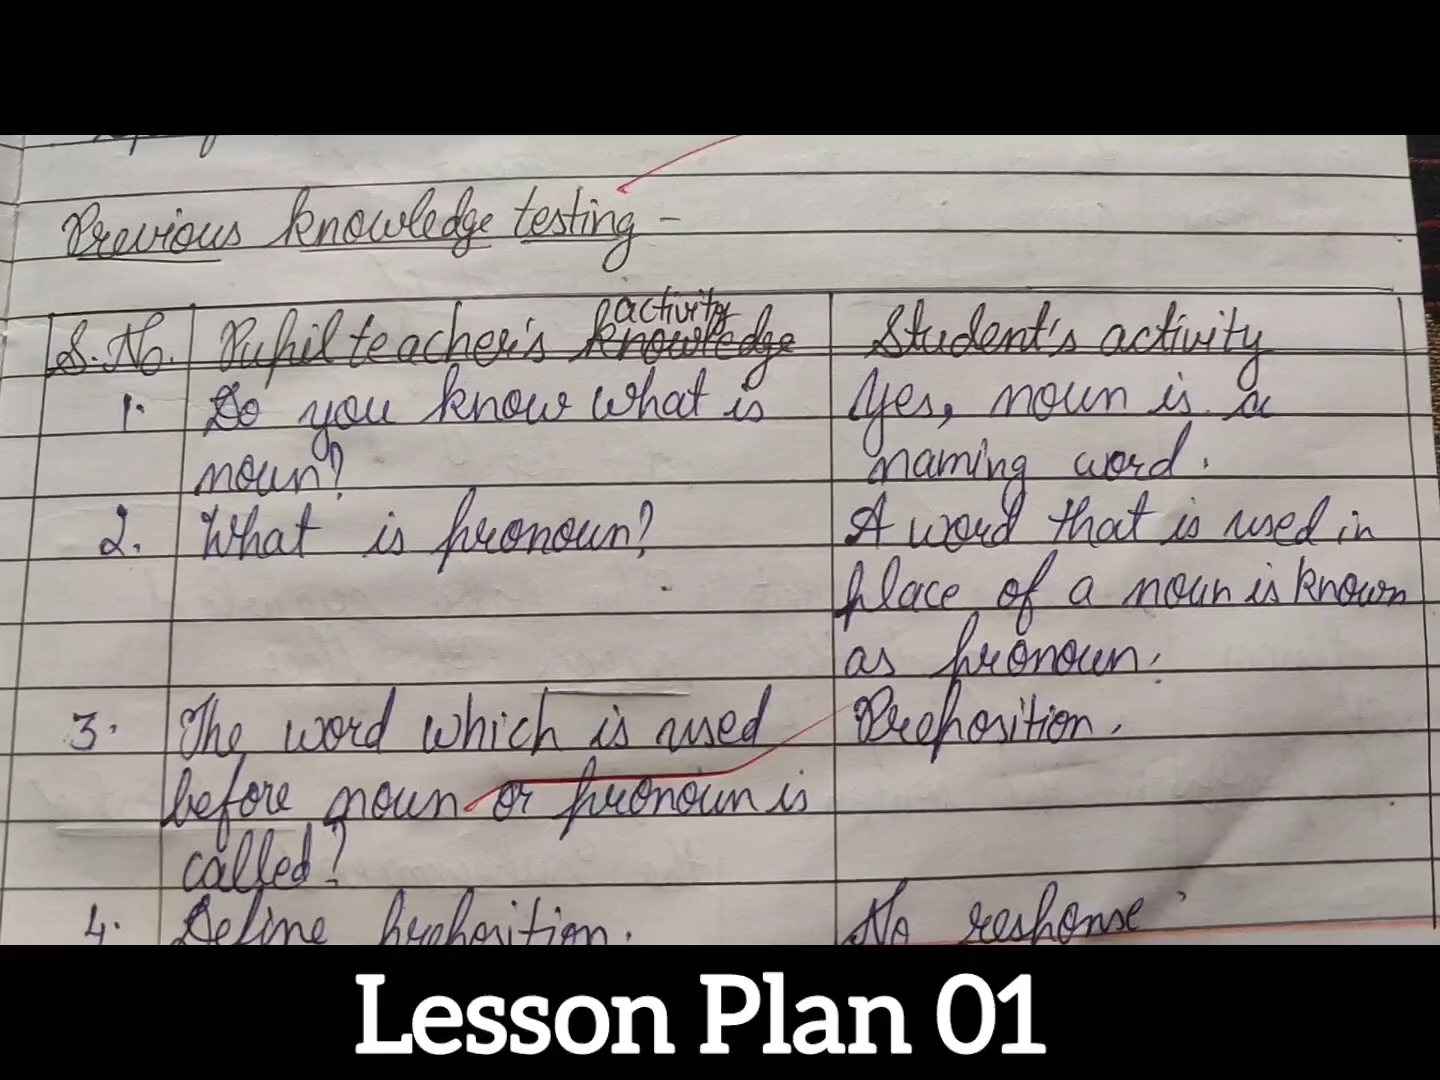 Previous knowledge testing -
S.No. Pupil teacher's knowledge activity Student's activity
1. Do you know what is Yes, noun is a
noun? naming word.
2. What is pronoun? A word that is used in
place of a noun is known
as pronoun.
3. The word which is used Preposition.
before noun or pronoun is
called?
4. Define preposition. No response
Lesson Plan 01